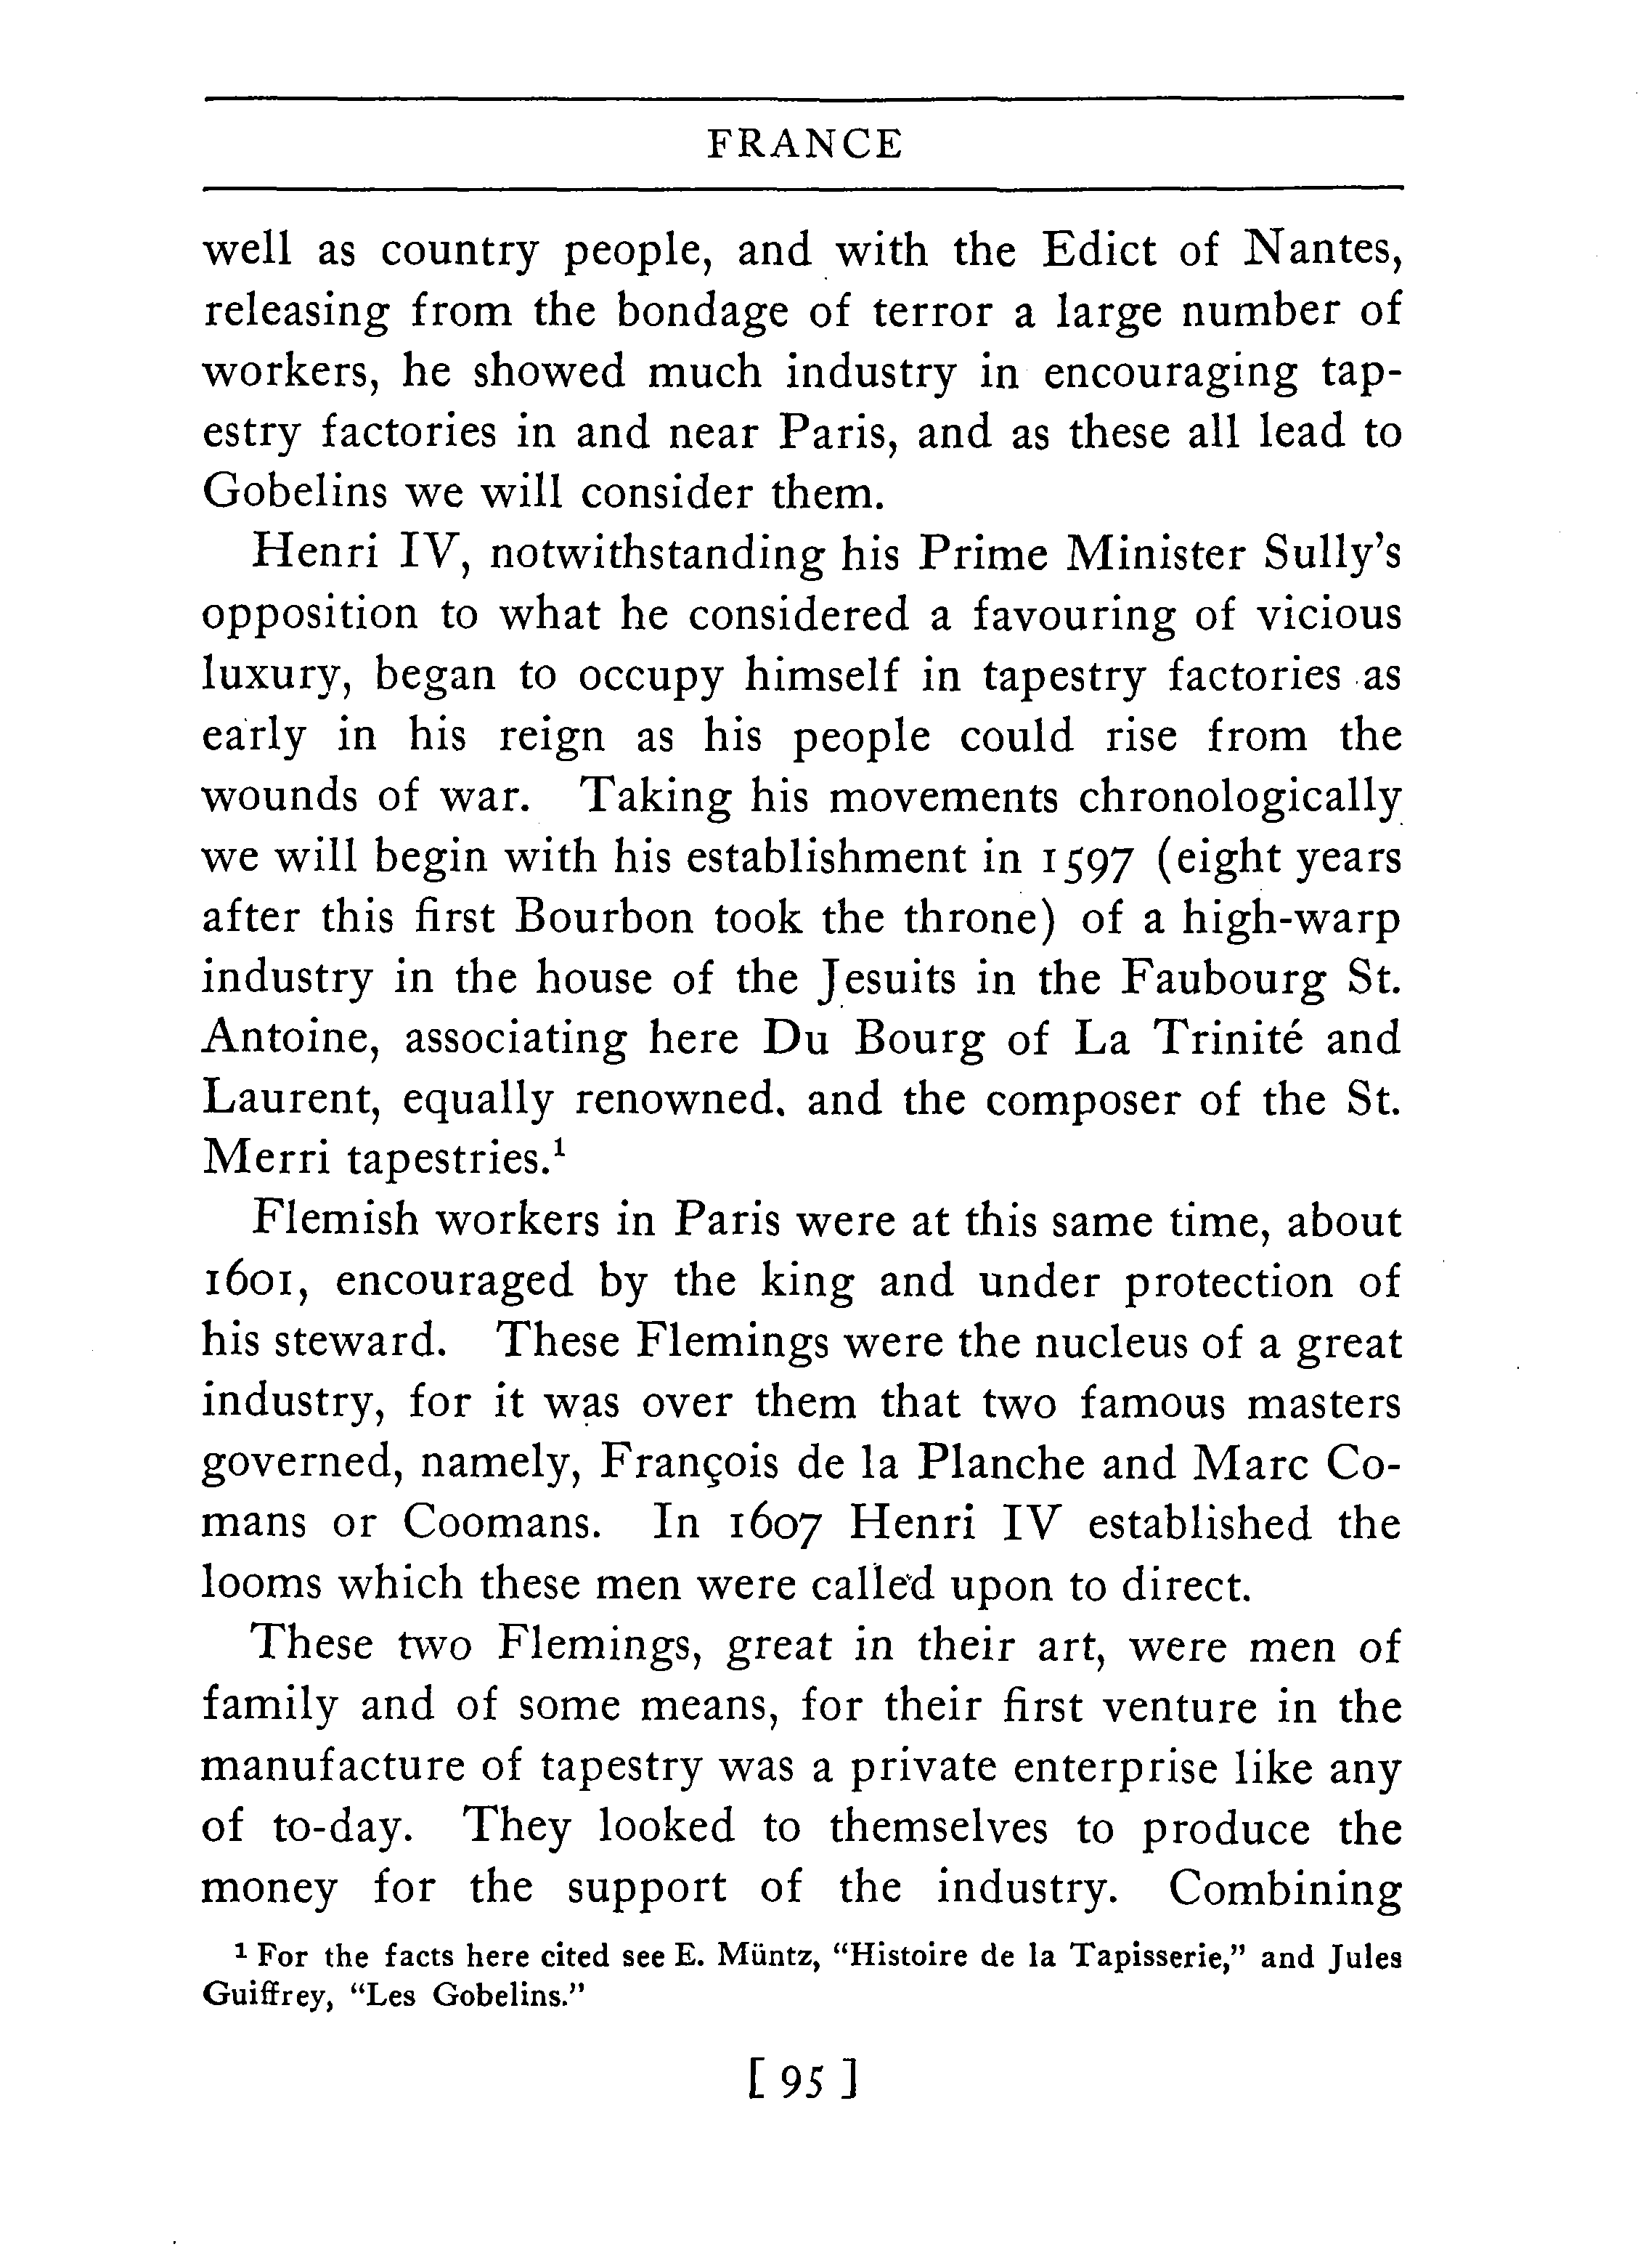 FRANCE
well as country people, and with the Edict of Nantes,
releasing from the bondage of terror a large number of
workers, he showed much industry in encouraging tap-
estry factories in and near Paris, and as these all lead to
Gobelins we will consider them.
Henri IV, notwithstanding his Prime Minister Sully's
opposition to what he considered a favouring of vicious
luxury, began to occupy himself in tapestry factories as
early in his reign as his people could rise from the
wounds of war. Taking his movements chronologically
we will begin with his establishment in 1597 (eight years
after this first Bourbon took the throne) of a high-warp
industry in the house of the Jesuits in the Faubourg St.
Antoine, associating here Du Bourg of La Trinité and
Laurent, equally renowned, and the composer of the St.
Merri tapestries.¹
Flemish workers in Paris were at this same time, about
1601, encouraged by the king and under protection of
his steward. These Flemings were the nucleus of a great
industry, for it was over them that two famous masters
governed, namely, François de la Planche and Marc Co-
mans or Coomans. In 1607 Henri IV established the
looms which these men were called upon to direct.
These two Flemings, great in their art, were men of
family and of some means, for their first venture in the
manufacture of tapestry was a private enterprise like any
of to-day. They looked to themselves to produce the
money for the support of the industry. Combining
¹ For the facts here cited see E. Müntz, "Histoire de la Tapisserie," and Jules
Guiffrey, "Les Gobelins."
[ 95 ]